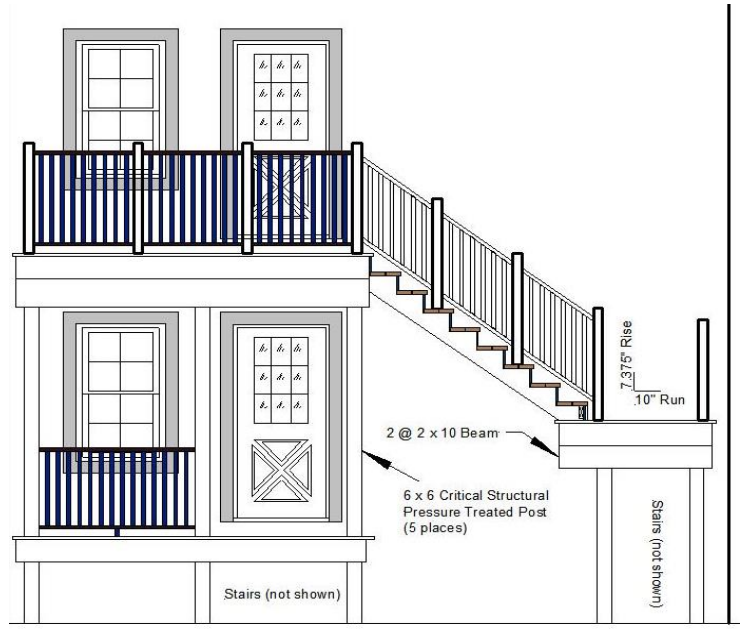 7.375" Rise
10" Run
2 @ 2 x 10 Beam
6 x 6 Critical Structural
Pressure Treated Post
(5 places)
Stairs (not shown)
Stairs (not shown)